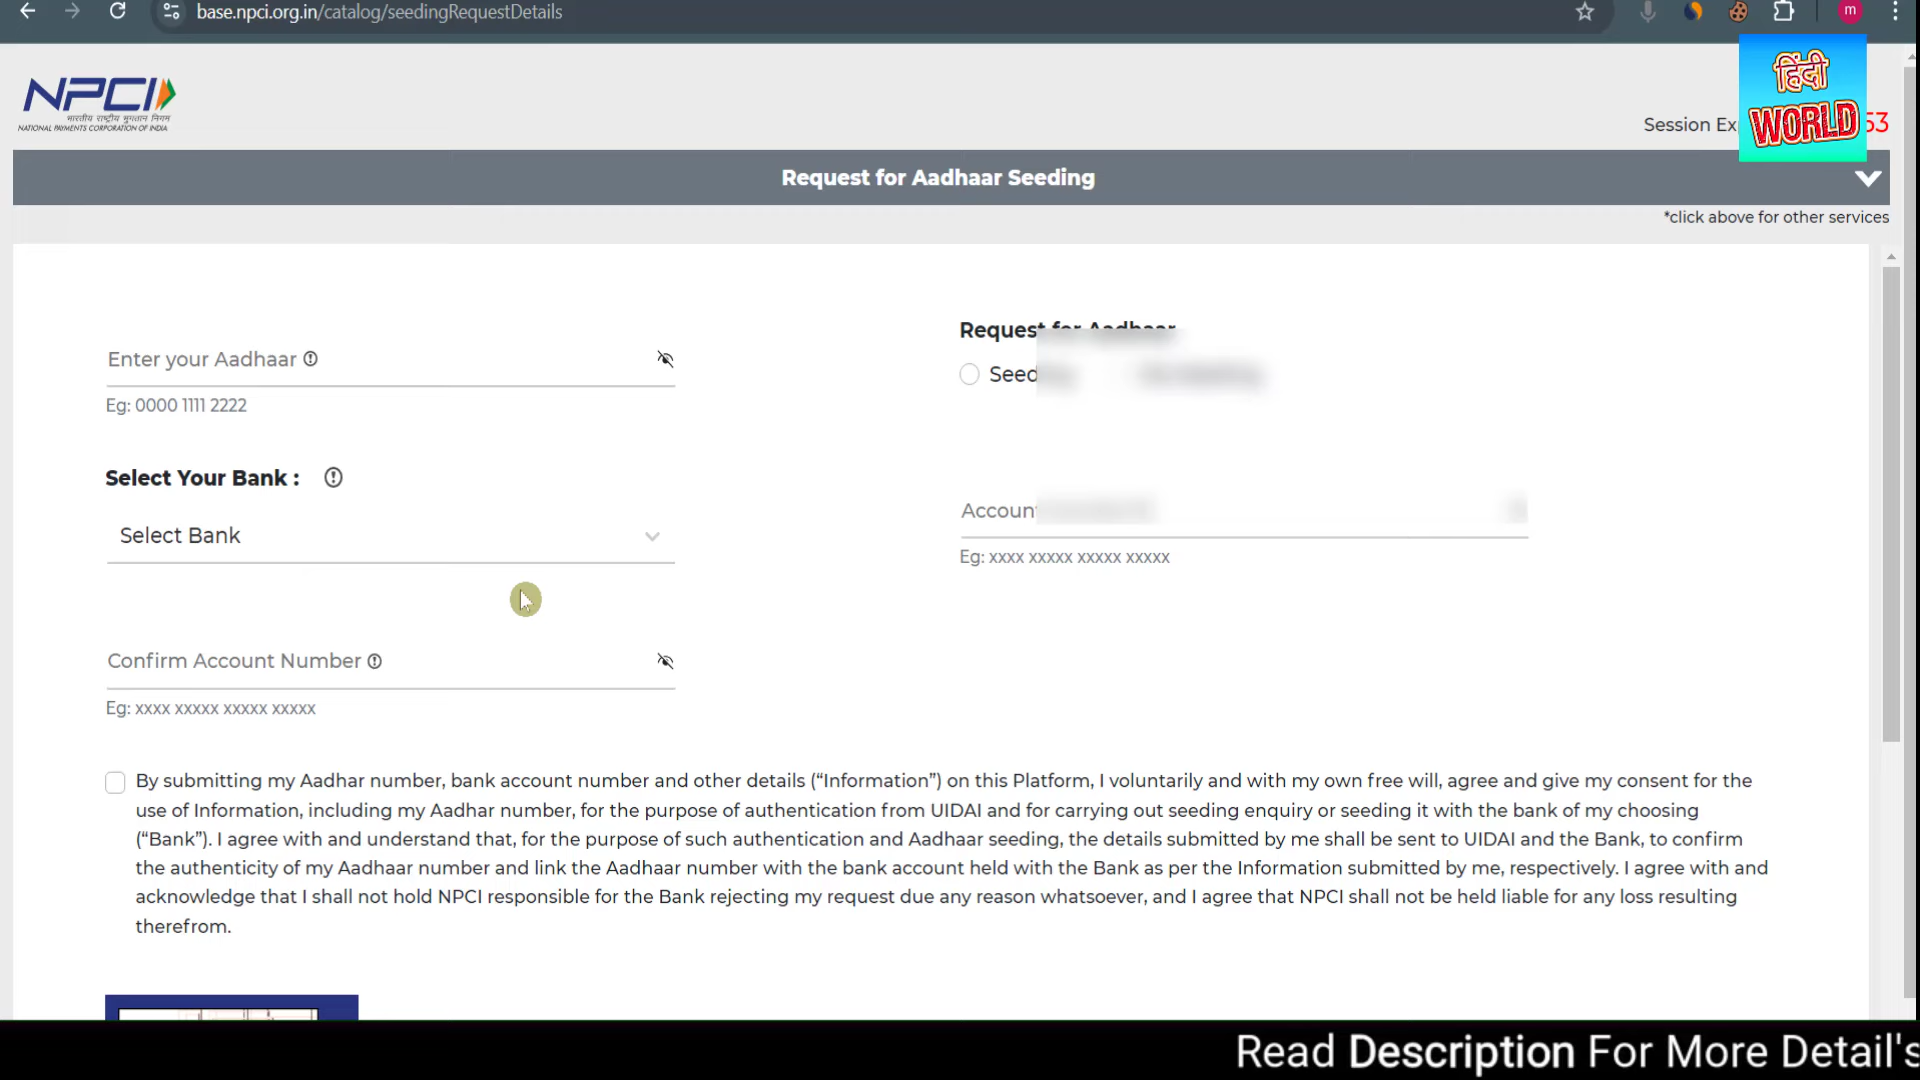 base.npci.org.in/catalog/seedingRequestDetails
m
हिंदी
WORLD
NPCI
भारतीय राष्ट्रीय भुगतान निगम
NATIONAL PAYMENTS CORPORATION OF INDIA
Session Ex 53
Request for Aadhaar Seeding
*click above for other services
Request for Aadhaar
Enter your Aadhaar
Seed
Eg: 0000 1111 2222
Select Your Bank :
Account
Select Bank
Eg: xxxx xxxxx xxxxx xxxxx
Confirm Account Number
Eg: xxxx xxxxx xxxxx xxxxx
By submitting my Aadhar number, bank account number and other details (“Information”) on this Platform, I voluntarily and with my own free will, agree and give my consent for the
use of Information, including my Aadhar number, for the purpose of authentication from UIDAI and for carrying out seeding enquiry or seeding it with the bank of my choosing
(“Bank”). I agree with and understand that, for the purpose of such authentication and Aadhaar seeding, the details submitted by me shall be sent to UIDAI and the Bank, to confirm
the authenticity of my Aadhaar number and link the Aadhaar number with the bank account held with the Bank as per the Information submitted by me, respectively. I agree with and
acknowledge that I shall not hold NPCI responsible for the Bank rejecting my request due any reason whatsoever, and I agree that NPCI shall not be held liable for any loss resulting
therefrom.
Read Description For More Detail's